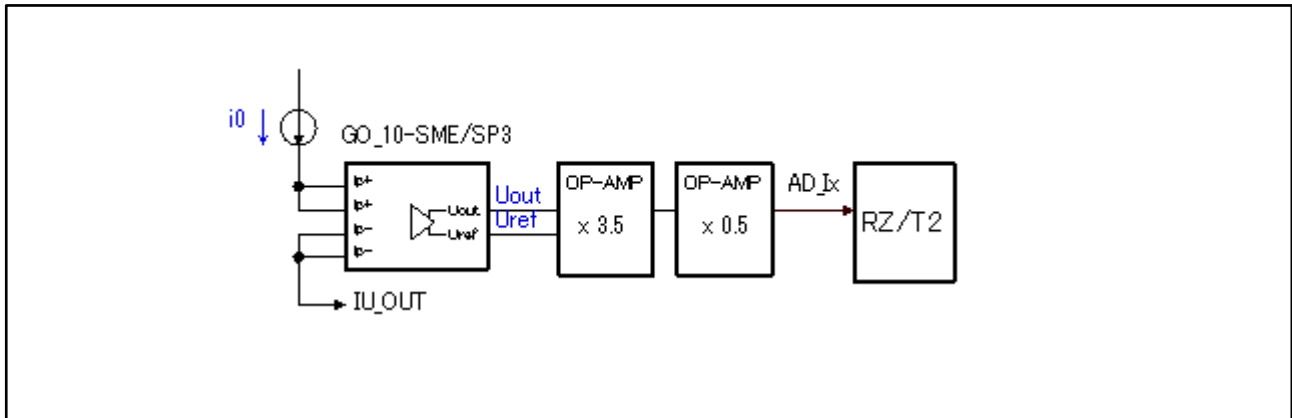 i0
GO_10-SME/SP3
Ip+
Ip+
Ip-
Ip-
Uout
Uref
Uout
Uref
OP-AMP
x 3.5
OP-AMP
x 0.5
AD_Ix
RZ/T2
IU_OUT